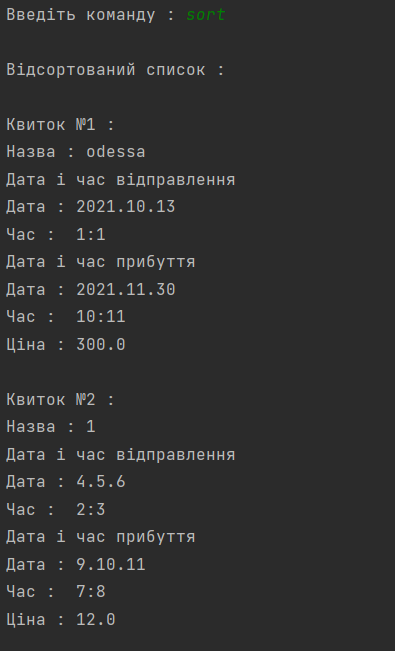 Введіть команду : sort
Відсортований список :
Квиток №1 :
Назва : odessa
Дата і час відправлення
Дата : 2021.10.13
Час :  1:1
Дата і час прибуття
Дата : 2021.11.30
Час :  10:11
Ціна : 300.0
Квиток №2 :
Назва : 1
Дата і час відправлення
Дата : 4.5.6
Час :  2:3
Дата і час прибуття
Дата : 9.10.11
Час :  7:8
Ціна : 12.0